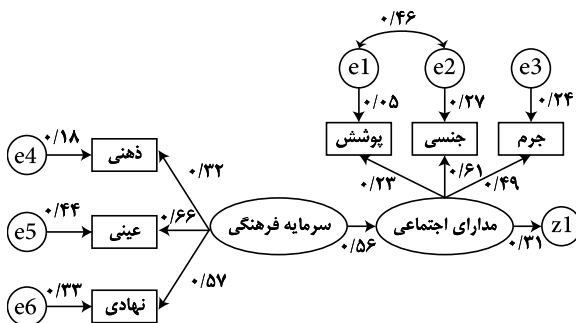 ۰/۴۶
e1 e2 e3
۰/۰۵ ۰/۲۷ ۰/۲۴
پوشش جنسی جرم
۰/۲۳ ۰/۶۱ ۰/۴۹
e4 ۰/۱۸ ذهنی
۰/۳۲
e5 ۰/۴۴ عینی ۰/۶۶
سرمایه فرهنگی ۰/۵۶ مدارای اجتماعی ۰/۳۱ z1
۰/۵۷
e6 ۰/۳۳ نهادی